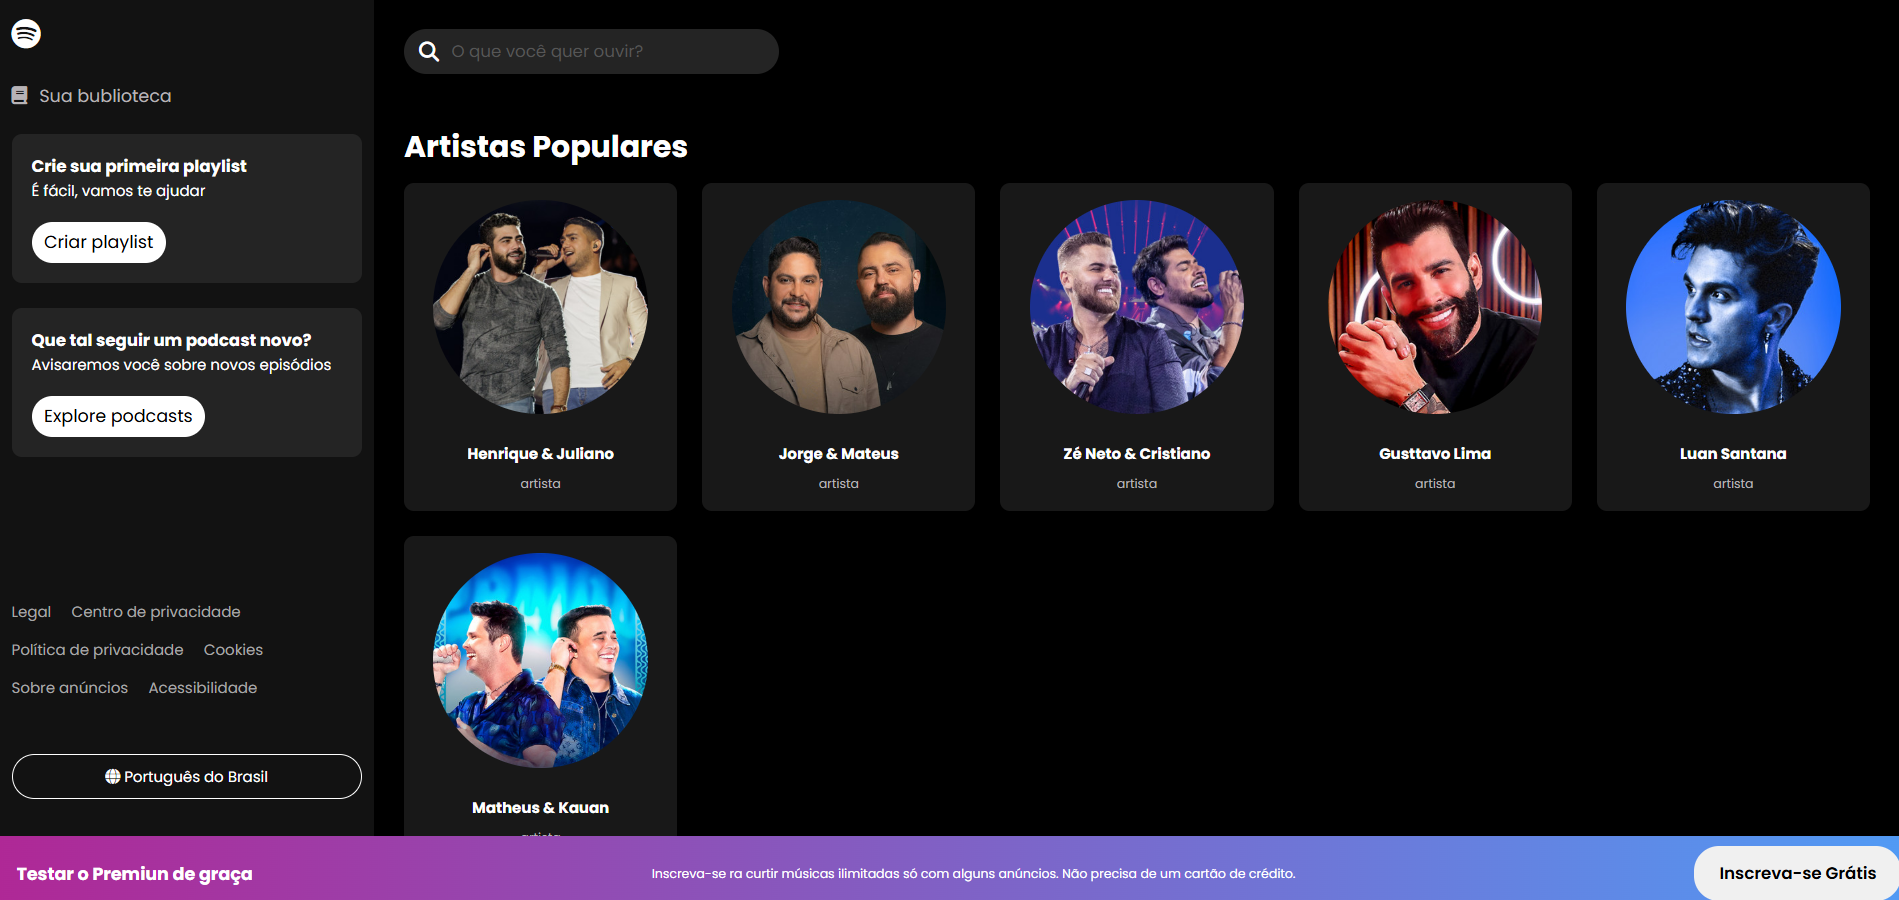 Sua bublioteca
Crie sua primeira playlist
É fácil, vamos te ajudar
Criar playlist
Que tal seguir um podcast novo?
Avisaremos você sobre novos episódios
Explore podcasts
Legal Centro de privacidade
Política de privacidade Cookies
Sobre anúncios Acessibilidade
Português do Brasil
O que você quer ouvir?
Artistas Populares
Henrique & Juliano
artista
Jorge & Mateus
artista
Zé Neto & Cristiano
artista
Gusttavo Lima
artista
Luan Santana
artista
Matheus & Kauan
artista
Testar o Premiun de graça
Inscreva-se ra curtir músicas ilimitadas só com alguns anúncios. Não precisa de um cartão de crédito.
Inscreva-se Grátis